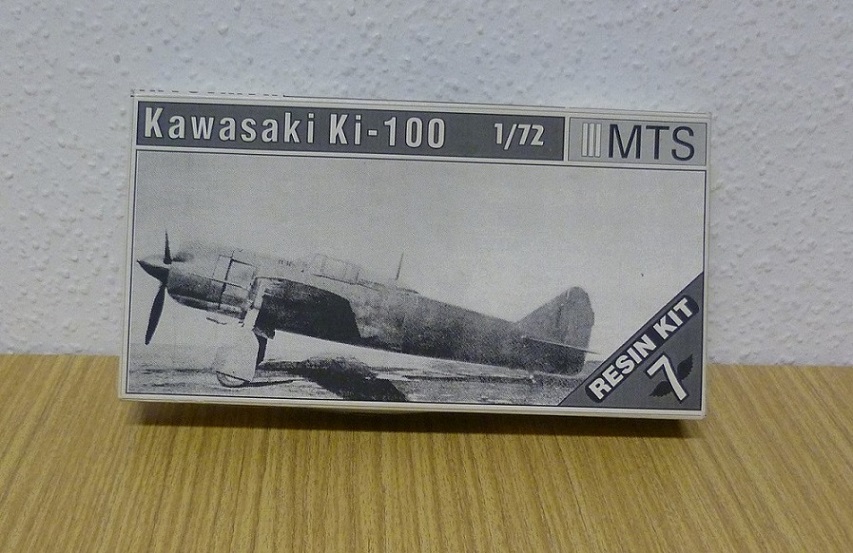 Kawasaki Ki-100 1/72 MTS
RESIN KIT
7